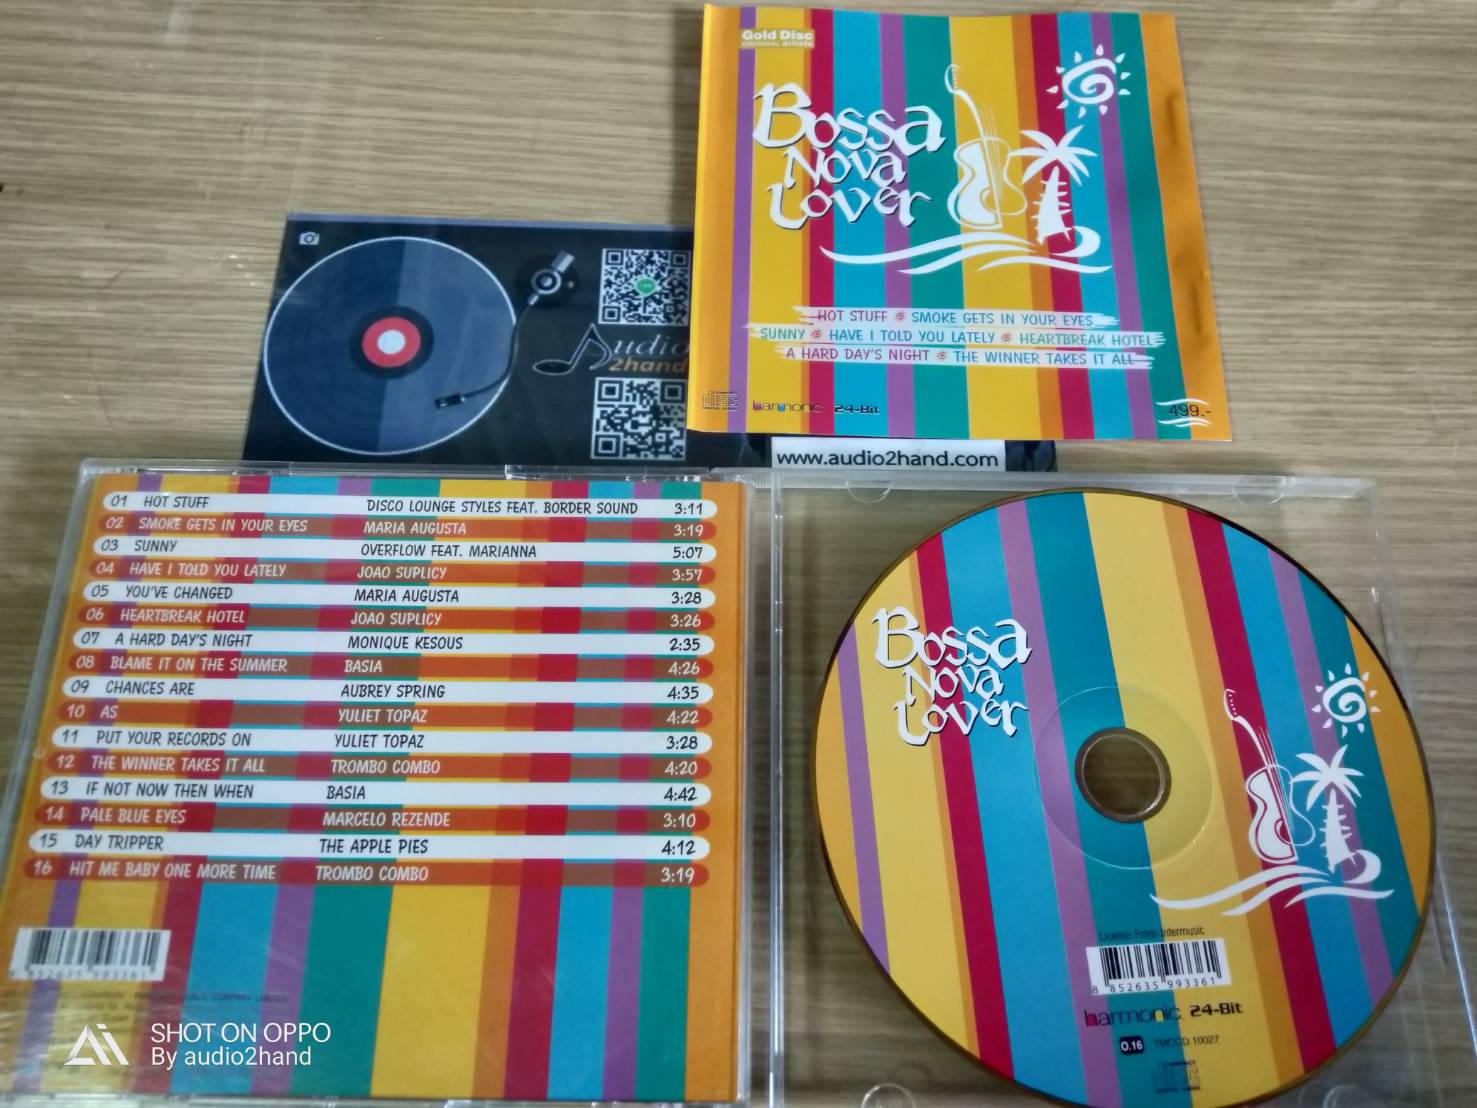 Gold Disc
ORIGINAL artists
Bossa
Nova
Lover
HOT STUFF SMOKE GETS IN YOUR EYES
SUNNY HAVE I TOLD YOU LATELY HEARTBREAK HOTEL
A HARD DAY'S NIGHT THE WINNER TAKES IT ALL
harmonic 24-Bit
499.-
Audio
2hand
www.audio2hand.com
01 HOT STUFF DISCO LOUNGE STYLES FEAT. BORDER SOUND 3:11
02 SMOKE GETS IN YOUR EYES MARIA AUGUSTA 3:19
03 SUNNY OVERFLOW FEAT. MARIANNA 5:07
04 HAVE I TOLD YOU LATELY JOAO SUPLICY 3:57
05 YOU'VE CHANGED MARIA AUGUSTA 3:28
06 HEARTBREAK HOTEL JOAO SUPLICY 3:26
07 A HARD DAY'S NIGHT MONIQUE KESOUS 2:35
08 BLAME IT ON THE SUMMER BASIA 4:26
09 CHANCES ARE AUBREY SPRING 4:35
10 AS YULIET TOPAZ 4:22
11 PUT YOUR RECORDS ON YULIET TOPAZ 3:28
12 THE WINNER TAKES IT ALL TROMBO COMBO 4:20
13 IF NOT NOW THEN WHEN BASIA 4:42
14 PALE BLUE EYES MARCELO REZENDE 3:10
15 DAY TRIPPER THE APPLE PIES 4:12
16 HIT ME BABY ONE MORE TIME TROMBO COMBO 3:19
8 852635 993361
SHOT ON OPPO
By audio2hand
Bossa
Nova
Lover
License From Intermusic
8 852635 993361
harmonic 24-Bit
0.16 TMCCD 10027